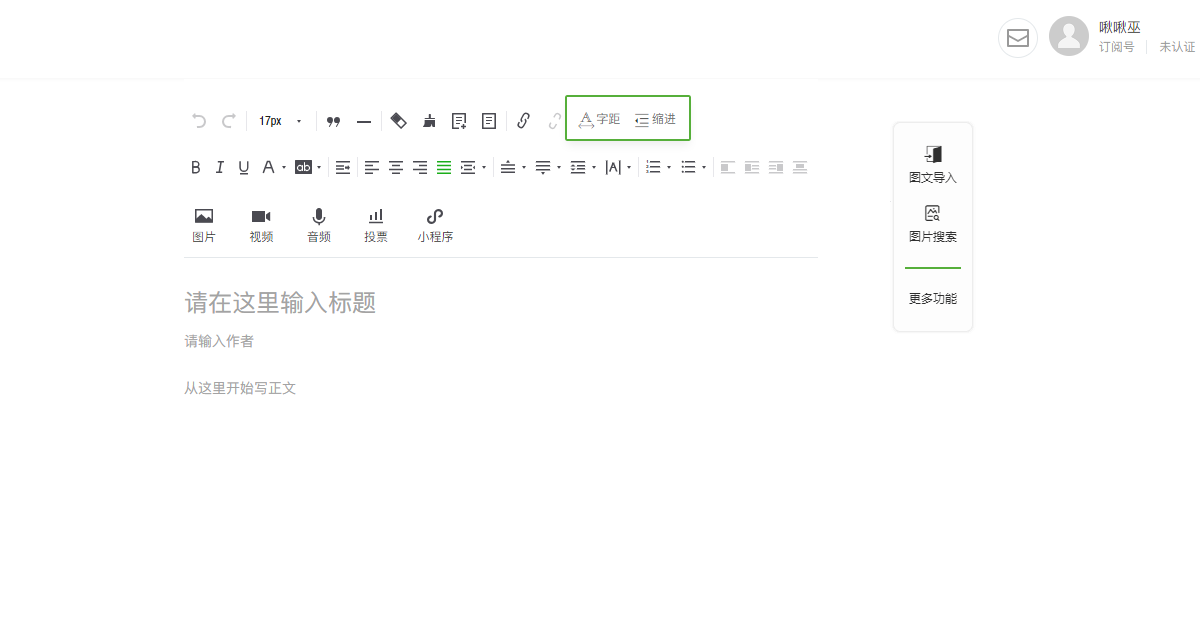 啾啾巫
订阅号 未认证
17px 字距 缩进
B I U A ab A
图片 视频 音频 投票 小程序
请在这里输入标题
请输入作者
从这里开始写正文
图文导入
图片搜索
更多功能